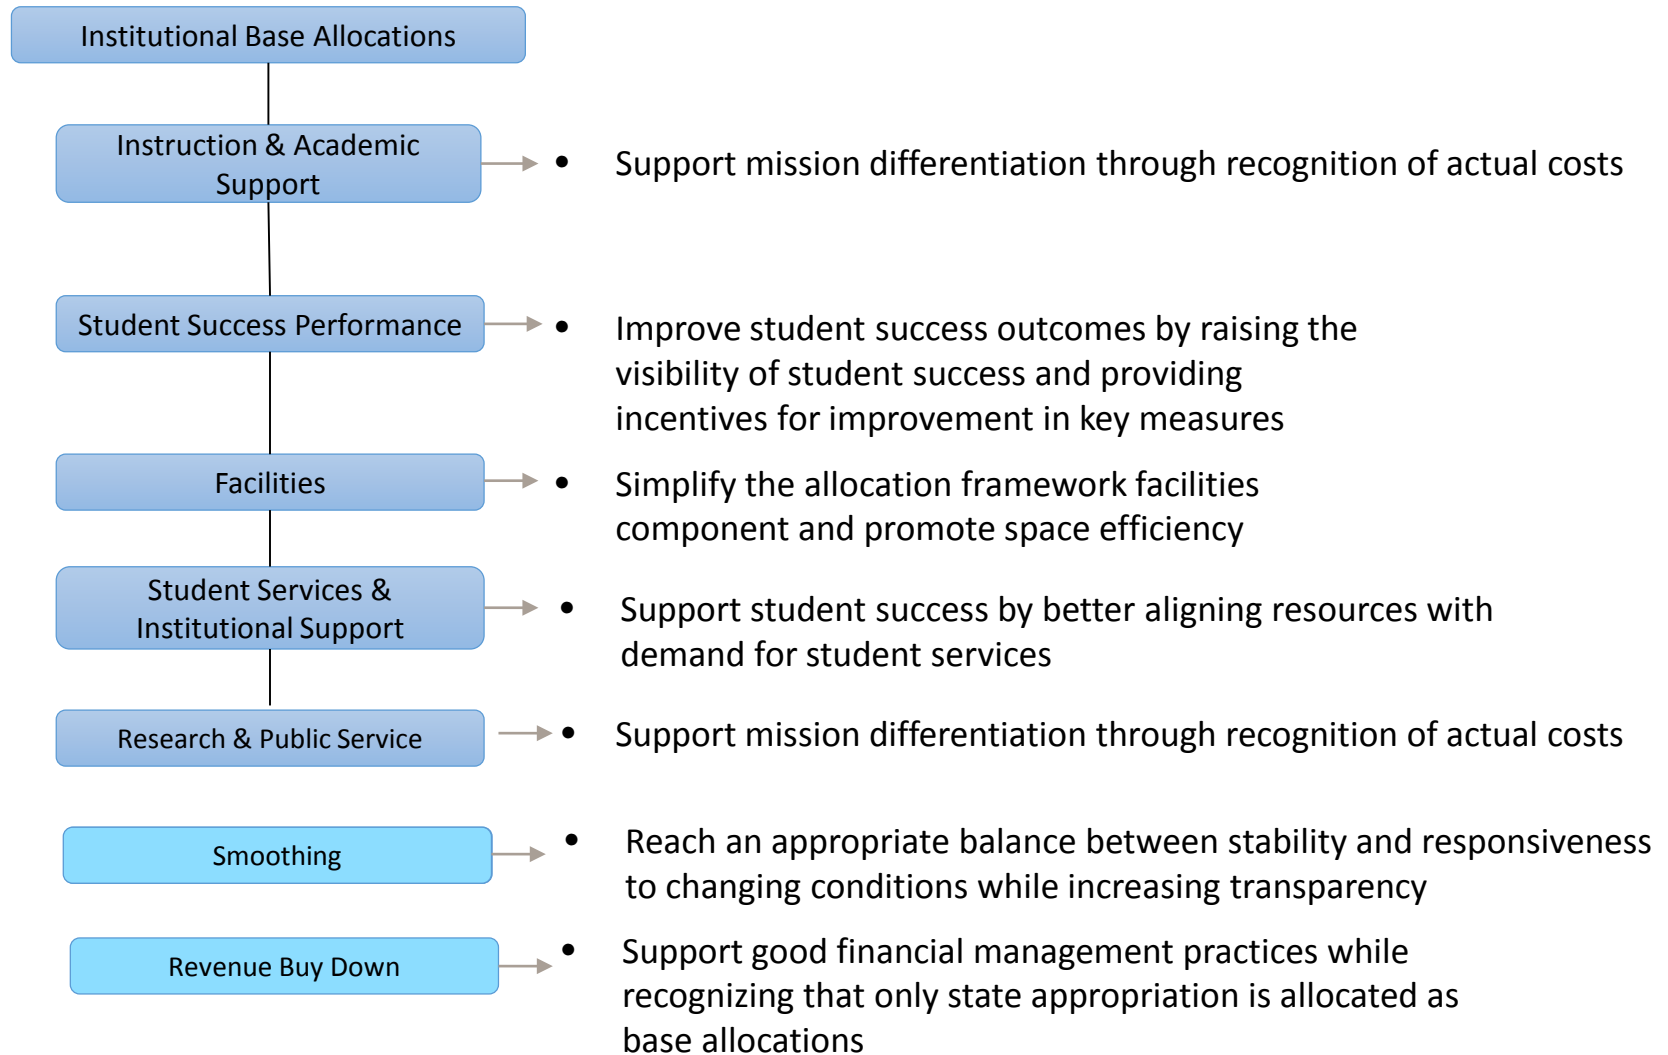 Institutional Base Allocations
Instruction & Academic
Support
• Support mission differentiation through recognition of actual costs
Student Success Performance
• Improve student success outcomes by raising the
visibility of student success and providing
incentives for improvement in key measures
Facilities
• Simplify the allocation framework facilities
component and promote space efficiency
Student Services &
Institutional Support
• Support student success by better aligning resources with
demand for student services
Research & Public Service
• Support mission differentiation through recognition of actual costs
Smoothing
• Reach an appropriate balance between stability and responsiveness
to changing conditions while increasing transparency
Revenue Buy Down
• Support good financial management practices while
recognizing that only state appropriation is allocated as
base allocations